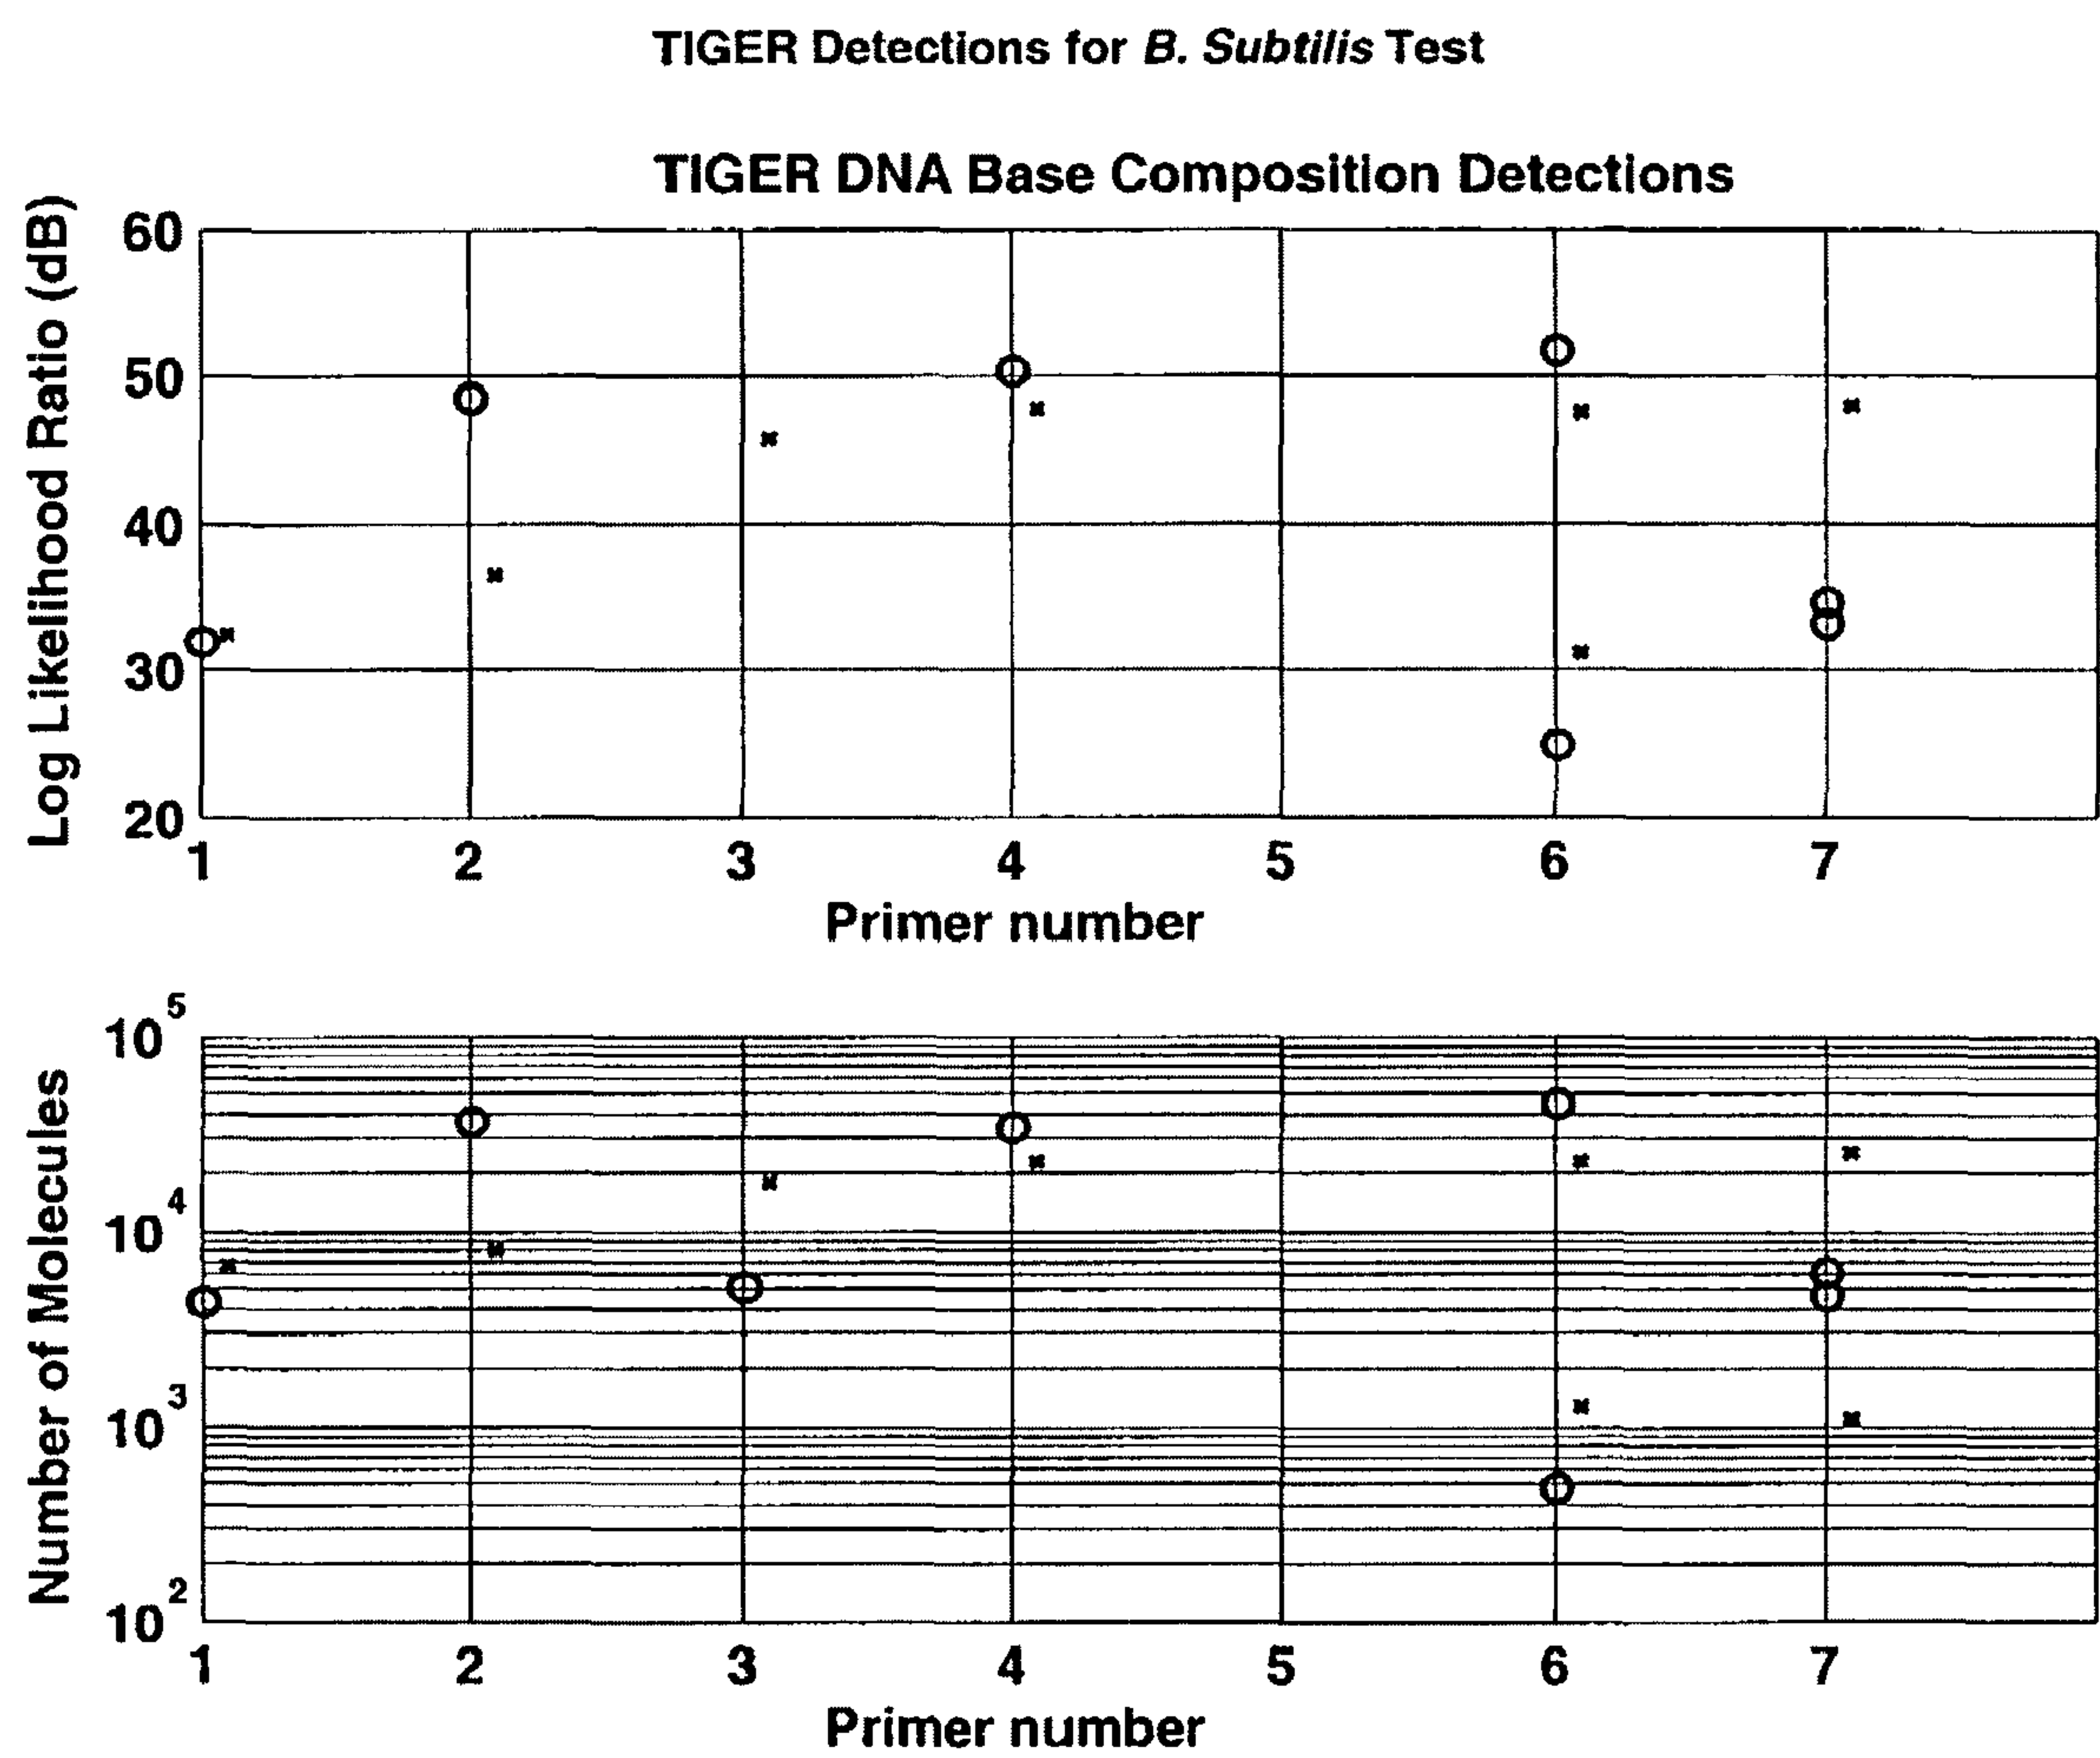 TIGER Detections for B. Subtilis Test
TIGER DNA Base Composition Detections
Log Likelihood Ratio (dB)
60
50
40
30
20
1 2 3 4 5 6 7
Primer number
Number of Molecules
10^5
10^4
10^3
10^2
1 2 3 4 5 6 7
Primer number